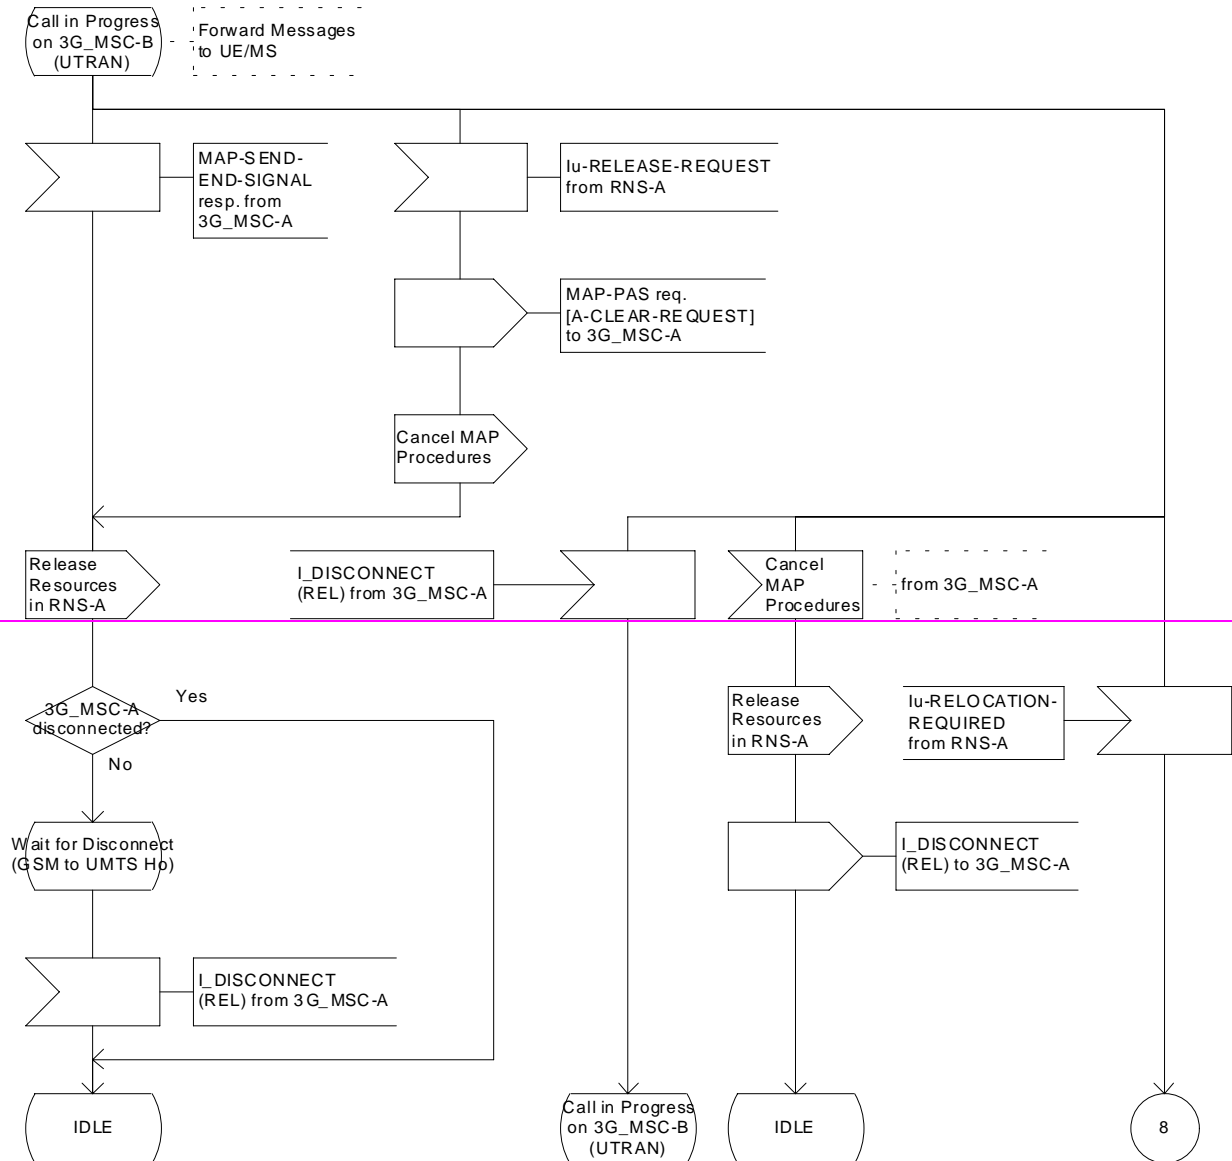 Call in Progress
on 3G_MSC-B
(UTRAN)
Forward Messages
to UE/MS
MAP-SEND-
END-SIGNAL
resp. from
3G_MSC-A
Iu-RELEASE-REQUEST
from RNS-A
MAP-PAS req.
[A-CLEAR-REQUEST]
to 3G_MSC-A
Cancel MAP
Procedures
Release
Resources
in RNS-A
I_DISCONNECT
(REL) from 3G_MSC-A
Cancel
MAP
Procedures
from 3G_MSC-A
3G_MSC-A
disconnected?
Yes
No
Release
Resources
in RNS-A
Iu-RELOCATION-
REQUIRED
from RNS-A
Wait for Disconnect
(GSM to UMTS Ho)
I_DISCONNECT
(REL) to 3G_MSC-A
I_DISCONNECT
(REL) from 3G_MSC-A
IDLE
Call in Progress
on 3G_MSC-B
(UTRAN)
IDLE
8